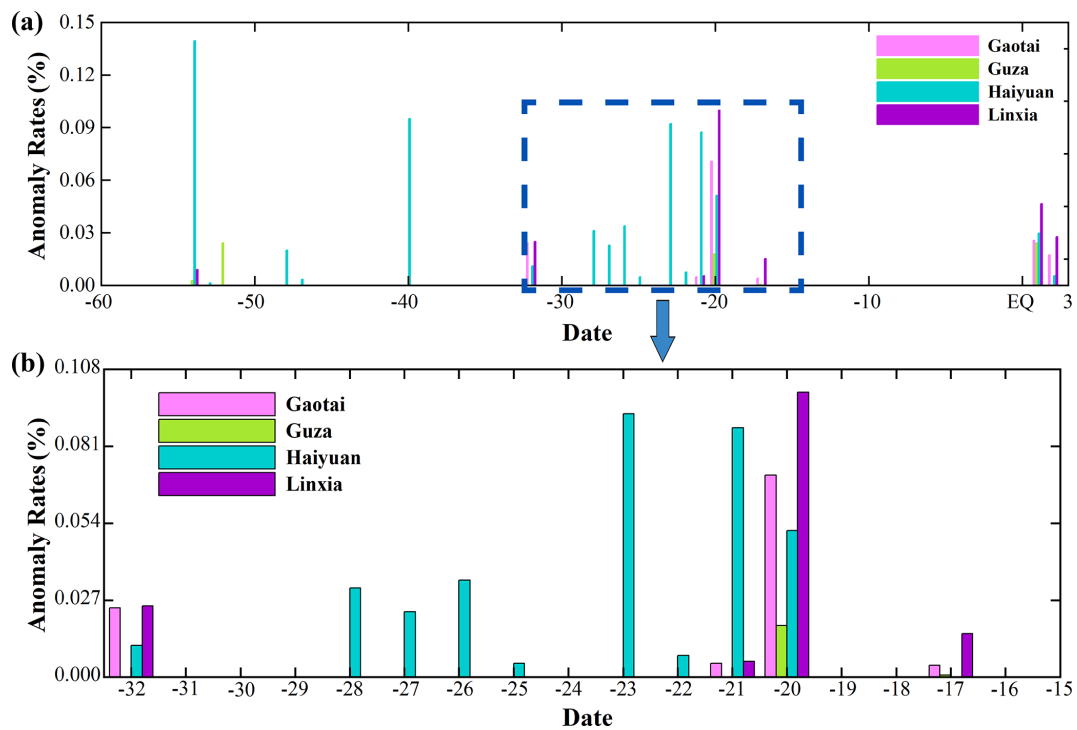 (a)
Anomaly Rates (%)
0.15
0.12
0.09
0.06
0.03
0.00
Gaotai
Guza
Haiyuan
Linxia
-60 -50 -40 -30 -20 -10 EQ 3
Date
(b)
Anomaly Rates (%)
0.108
0.081
0.054
0.027
0.000
Gaotai
Guza
Haiyuan
Linxia
-32 -31 -30 -29 -28 -27 -26 -25 -24 -23 -22 -21 -20 -19 -18 -17 -16 -15
Date